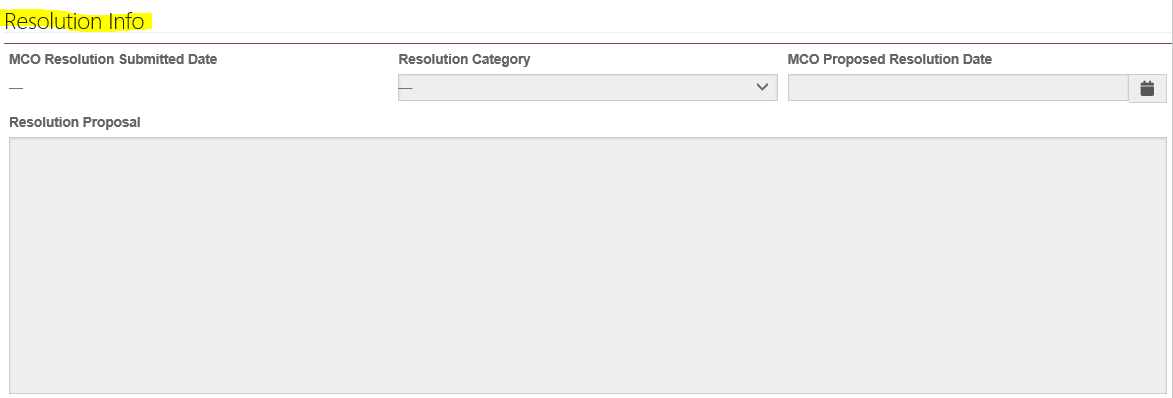 Resolution Info
MCO Resolution Submitted Date Resolution Category MCO Proposed Resolution Date
— —
Resolution Proposal